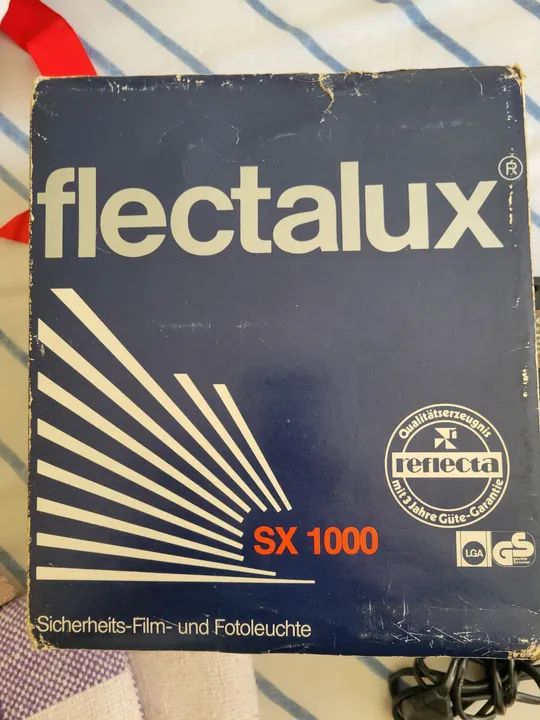 flectalux®
Qualitätserzeugnis
reflecta
mit 3 Jahre Güte-Garantie
SX 1000
LGA
GS
Sicherheits-Film- und Fotoleuchte